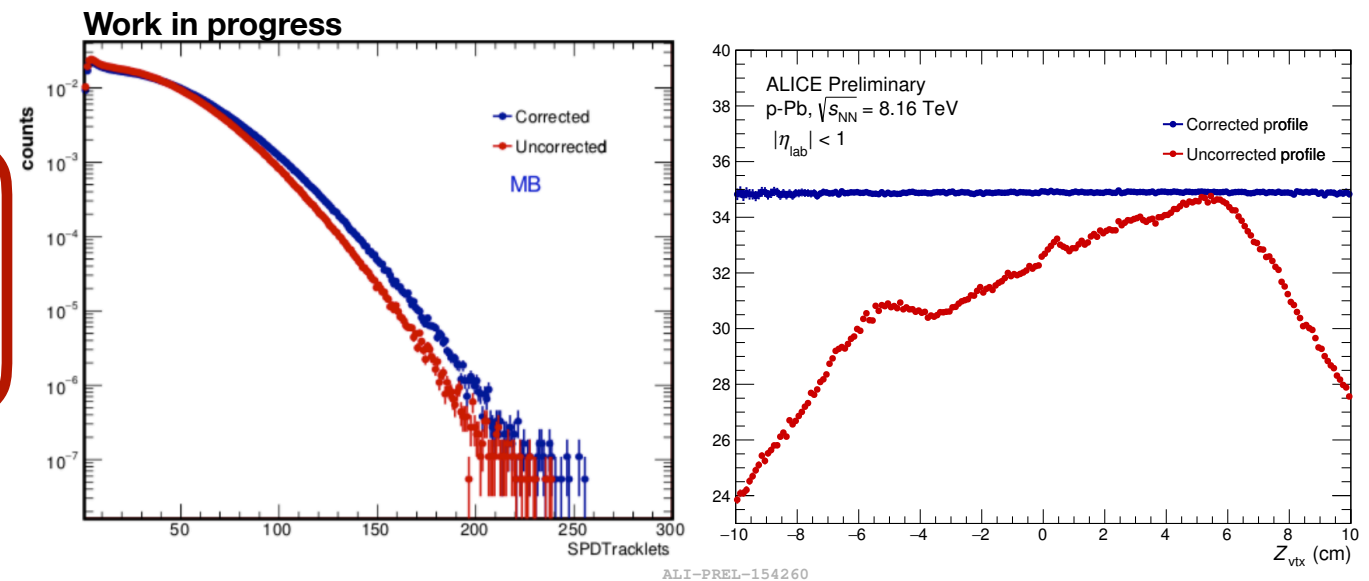 Work in progress
counts
10⁻²
10⁻³
10⁻⁴
10⁻⁵
10⁻⁶
10⁻⁷
Corrected
Uncorrected
MB
50
100
150
200
250
300
SPDTracklets
40
38
36
34
32
30
28
26
24
ALICE Preliminary
p-Pb, √s_NN = 8.16 TeV
|η_lab| < 1
Corrected profile
Uncorrected profile
−10
−8
−6
−4
−2
0
2
4
6
8
10
Z_vtx (cm)
ALI-PREL-154260